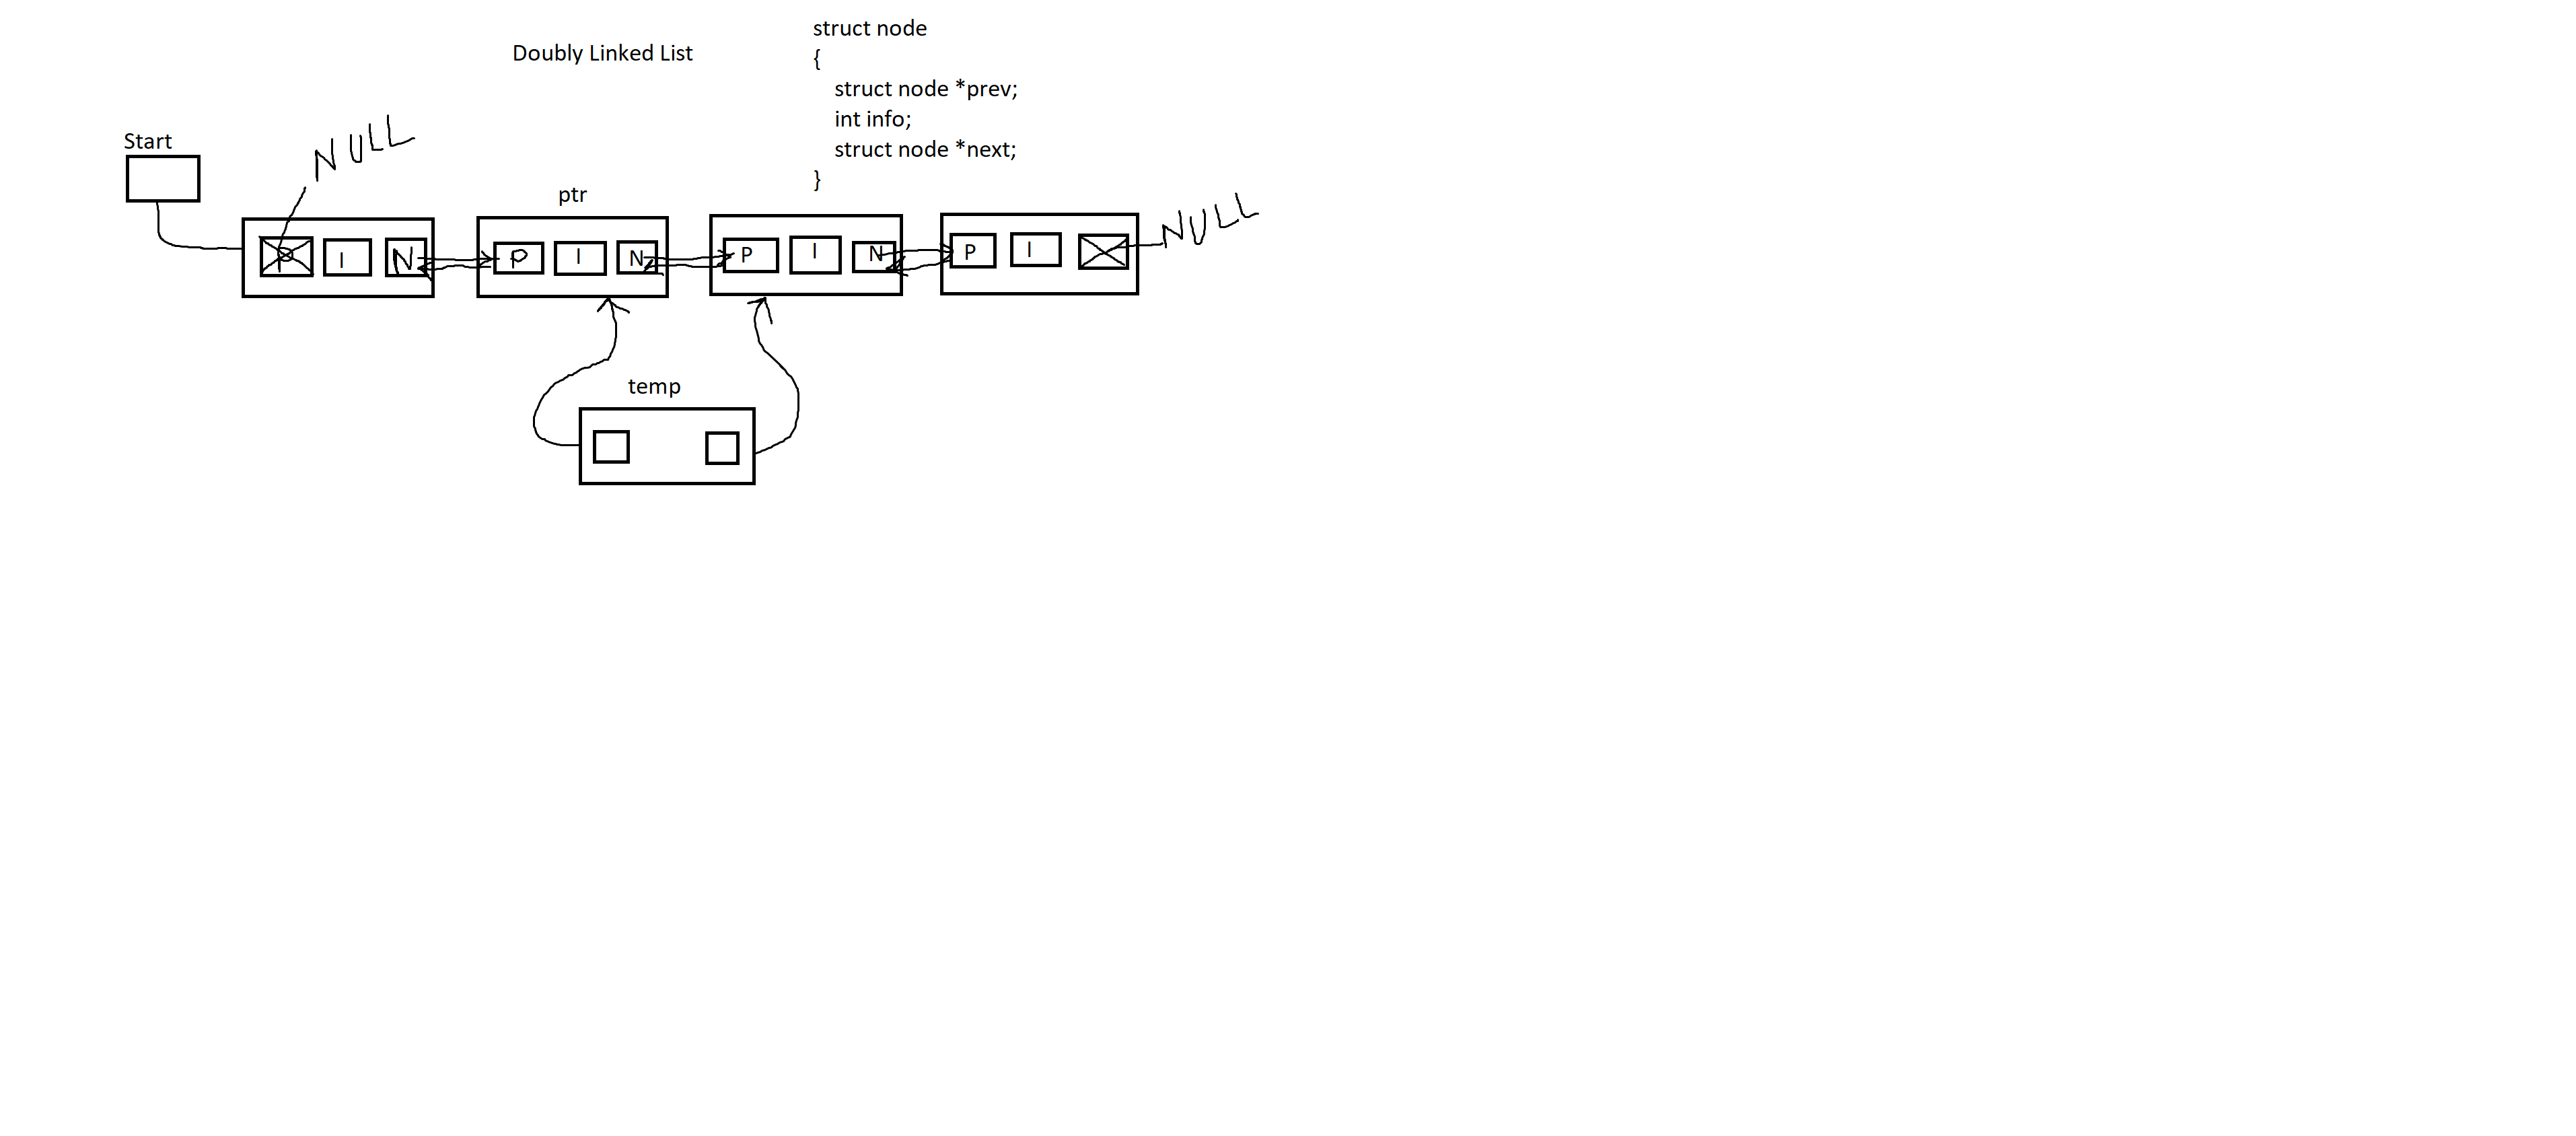 Doubly Linked List
struct node
{
struct node *prev;
int info;
struct node *next;
}
Start
NULL
ptr
NULL
P I N
P I N
P I N
P I
temp